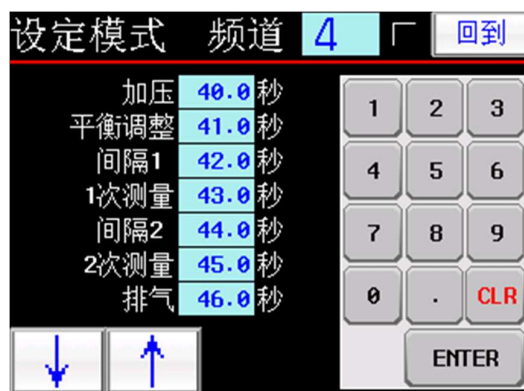 设定模式 频道 4 回到
加压 40.0 秒
平衡调整 41.0 秒
间隔1 42.0 秒
1次测量 43.0 秒
间隔2 44.0 秒
2次测量 45.0 秒
排气 46.0 秒
↓ ↑
1 2 3
4 5 6
7 8 9
0 . CLR
ENTER